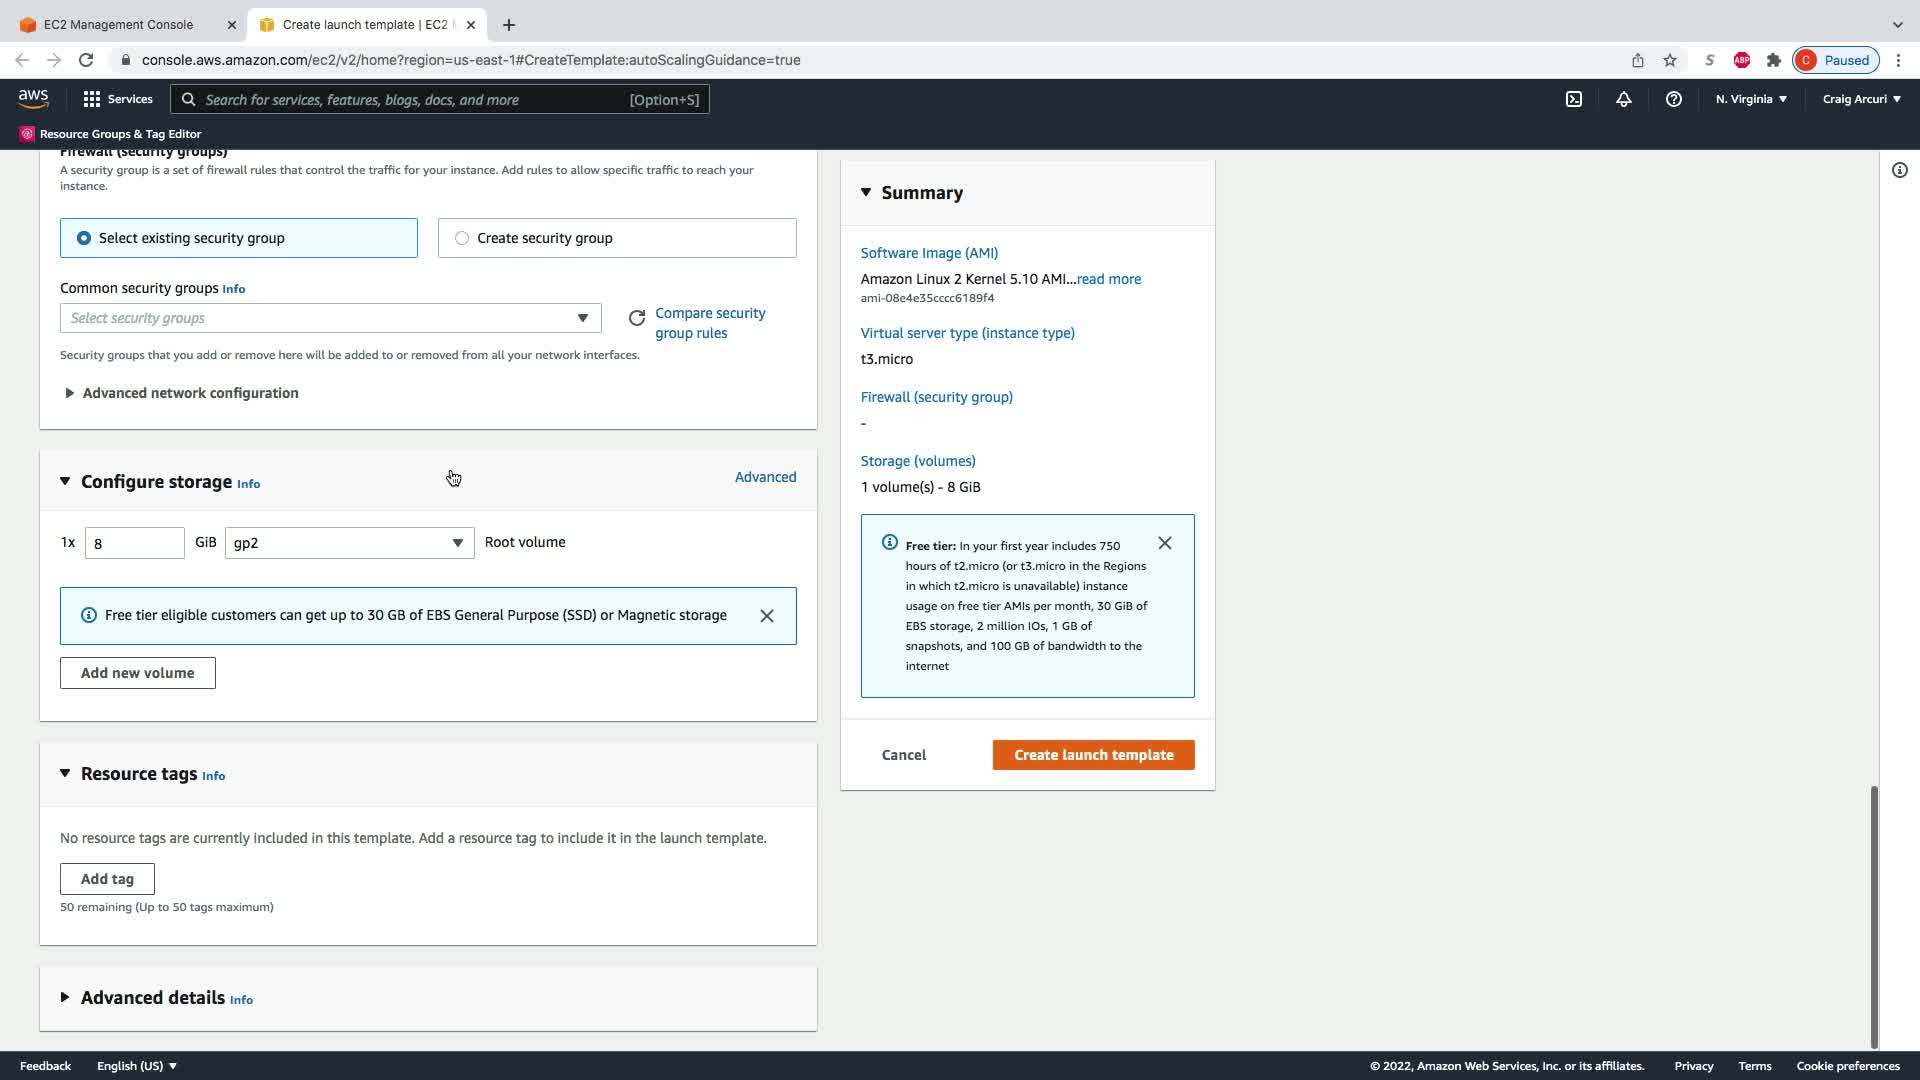 EC2 Management Console
Create launch template | EC2
console.aws.amazon.com/ec2/v2/home?region=us-east-1#CreateTemplate:autoScalingGuidance=true
S
ABP
C
Paused
aws
Services
Search for services, features, blogs, docs, and more
[Option+S]
N. Virginia
Craig Arcuri
Resource Groups & Tag Editor
Firewall (security groups)
A security group is a set of firewall rules that control the traffic for your instance. Add rules to allow specific traffic to reach your
instance.
Select existing security group
Create security group
Common security groups Info
Select security groups
Compare security
group rules
Security groups that you add or remove here will be added to or removed from all your network interfaces.
Advanced network configuration
Configure storage Info
Advanced
1x
8
GiB
gp2
Root volume
Free tier eligible customers can get up to 30 GB of EBS General Purpose (SSD) or Magnetic storage
Add new volume
Resource tags Info
No resource tags are currently included in this template. Add a resource tag to include it in the launch template.
Add tag
50 remaining (Up to 50 tags maximum)
Advanced details Info
Summary
Software Image (AMI)
Amazon Linux 2 Kernel 5.10 AMI...read more
ami-08e4e35cccc6189f4
Virtual server type (instance type)
t3.micro
Firewall (security group)
-
Storage (volumes)
1 volume(s) - 8 GiB
Free tier: In your first year includes 750
hours of t2.micro (or t3.micro in the Regions
in which t2.micro is unavailable) instance
usage on free tier AMIs per month, 30 GiB of
EBS storage, 2 million IOs, 1 GB of
snapshots, and 100 GB of bandwidth to the
internet
Cancel
Create launch template
Feedback
English (US)
© 2022, Amazon Web Services, Inc. or its affiliates.
Privacy
Terms
Cookie preferences